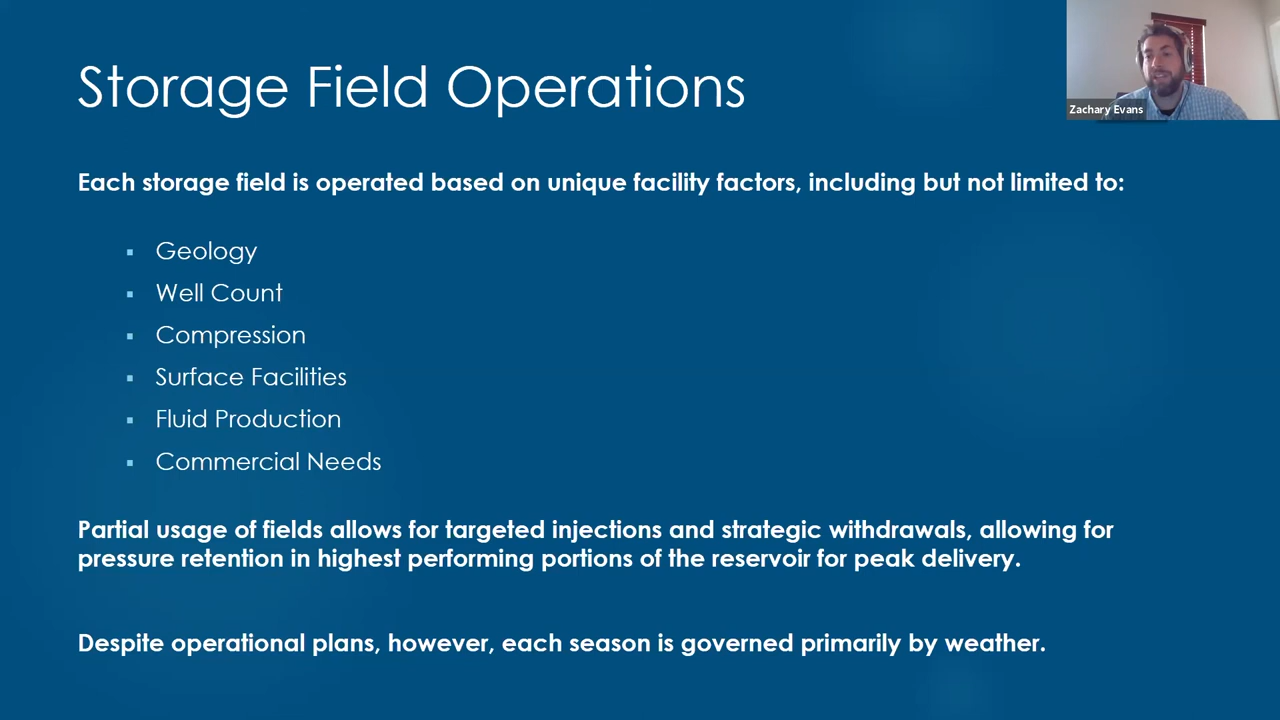 Storage Field Operations
Zachary Evans
Each storage field is operated based on unique facility factors, including but not limited to:
Geology
Well Count
Compression
Surface Facilities
Fluid Production
Commercial Needs
Partial usage of fields allows for targeted injections and strategic withdrawals, allowing for
pressure retention in highest performing portions of the reservoir for peak delivery.
Despite operational plans, however, each season is governed primarily by weather.